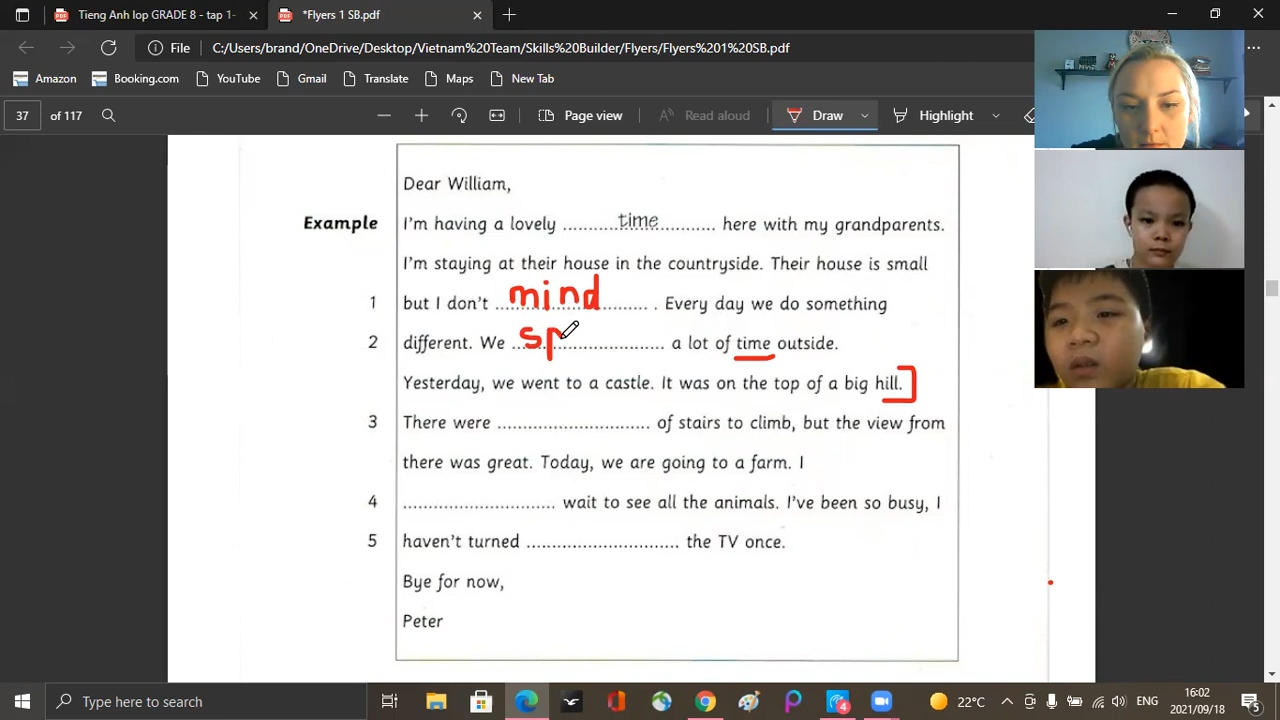 Tieng Anh lop GRADE 8 - tap 1-
*Flyers 1 SB.pdf
File C:/Users/brand/OneDrive/Desktop/Vietnam%20Team/Skills%20Builder/Flyers/Flyers%201%20SB.pdf
Amazon Booking.com YouTube Gmail Translate Maps New Tab
37 of 117 Page view Read aloud Draw Highlight
Dear William,
Example I'm having a lovely ..........time.......... here with my grandparents.
I'm staying at their house in the countryside. Their house is small
1 but I don't mind . Every day we do something
2 different. We sp a lot of time outside.
Yesterday, we went to a castle. It was on the top of a big hill. ]
3 There were .............................. of stairs to climb, but the view from
there was great. Today, we are going to a farm. I
4 .............................. wait to see all the animals. I've been so busy, I
5 haven't turned .............................. the TV once.
Bye for now,
Peter
Type here to search
4
22°C
ENG
16:02
2021/09/18
5